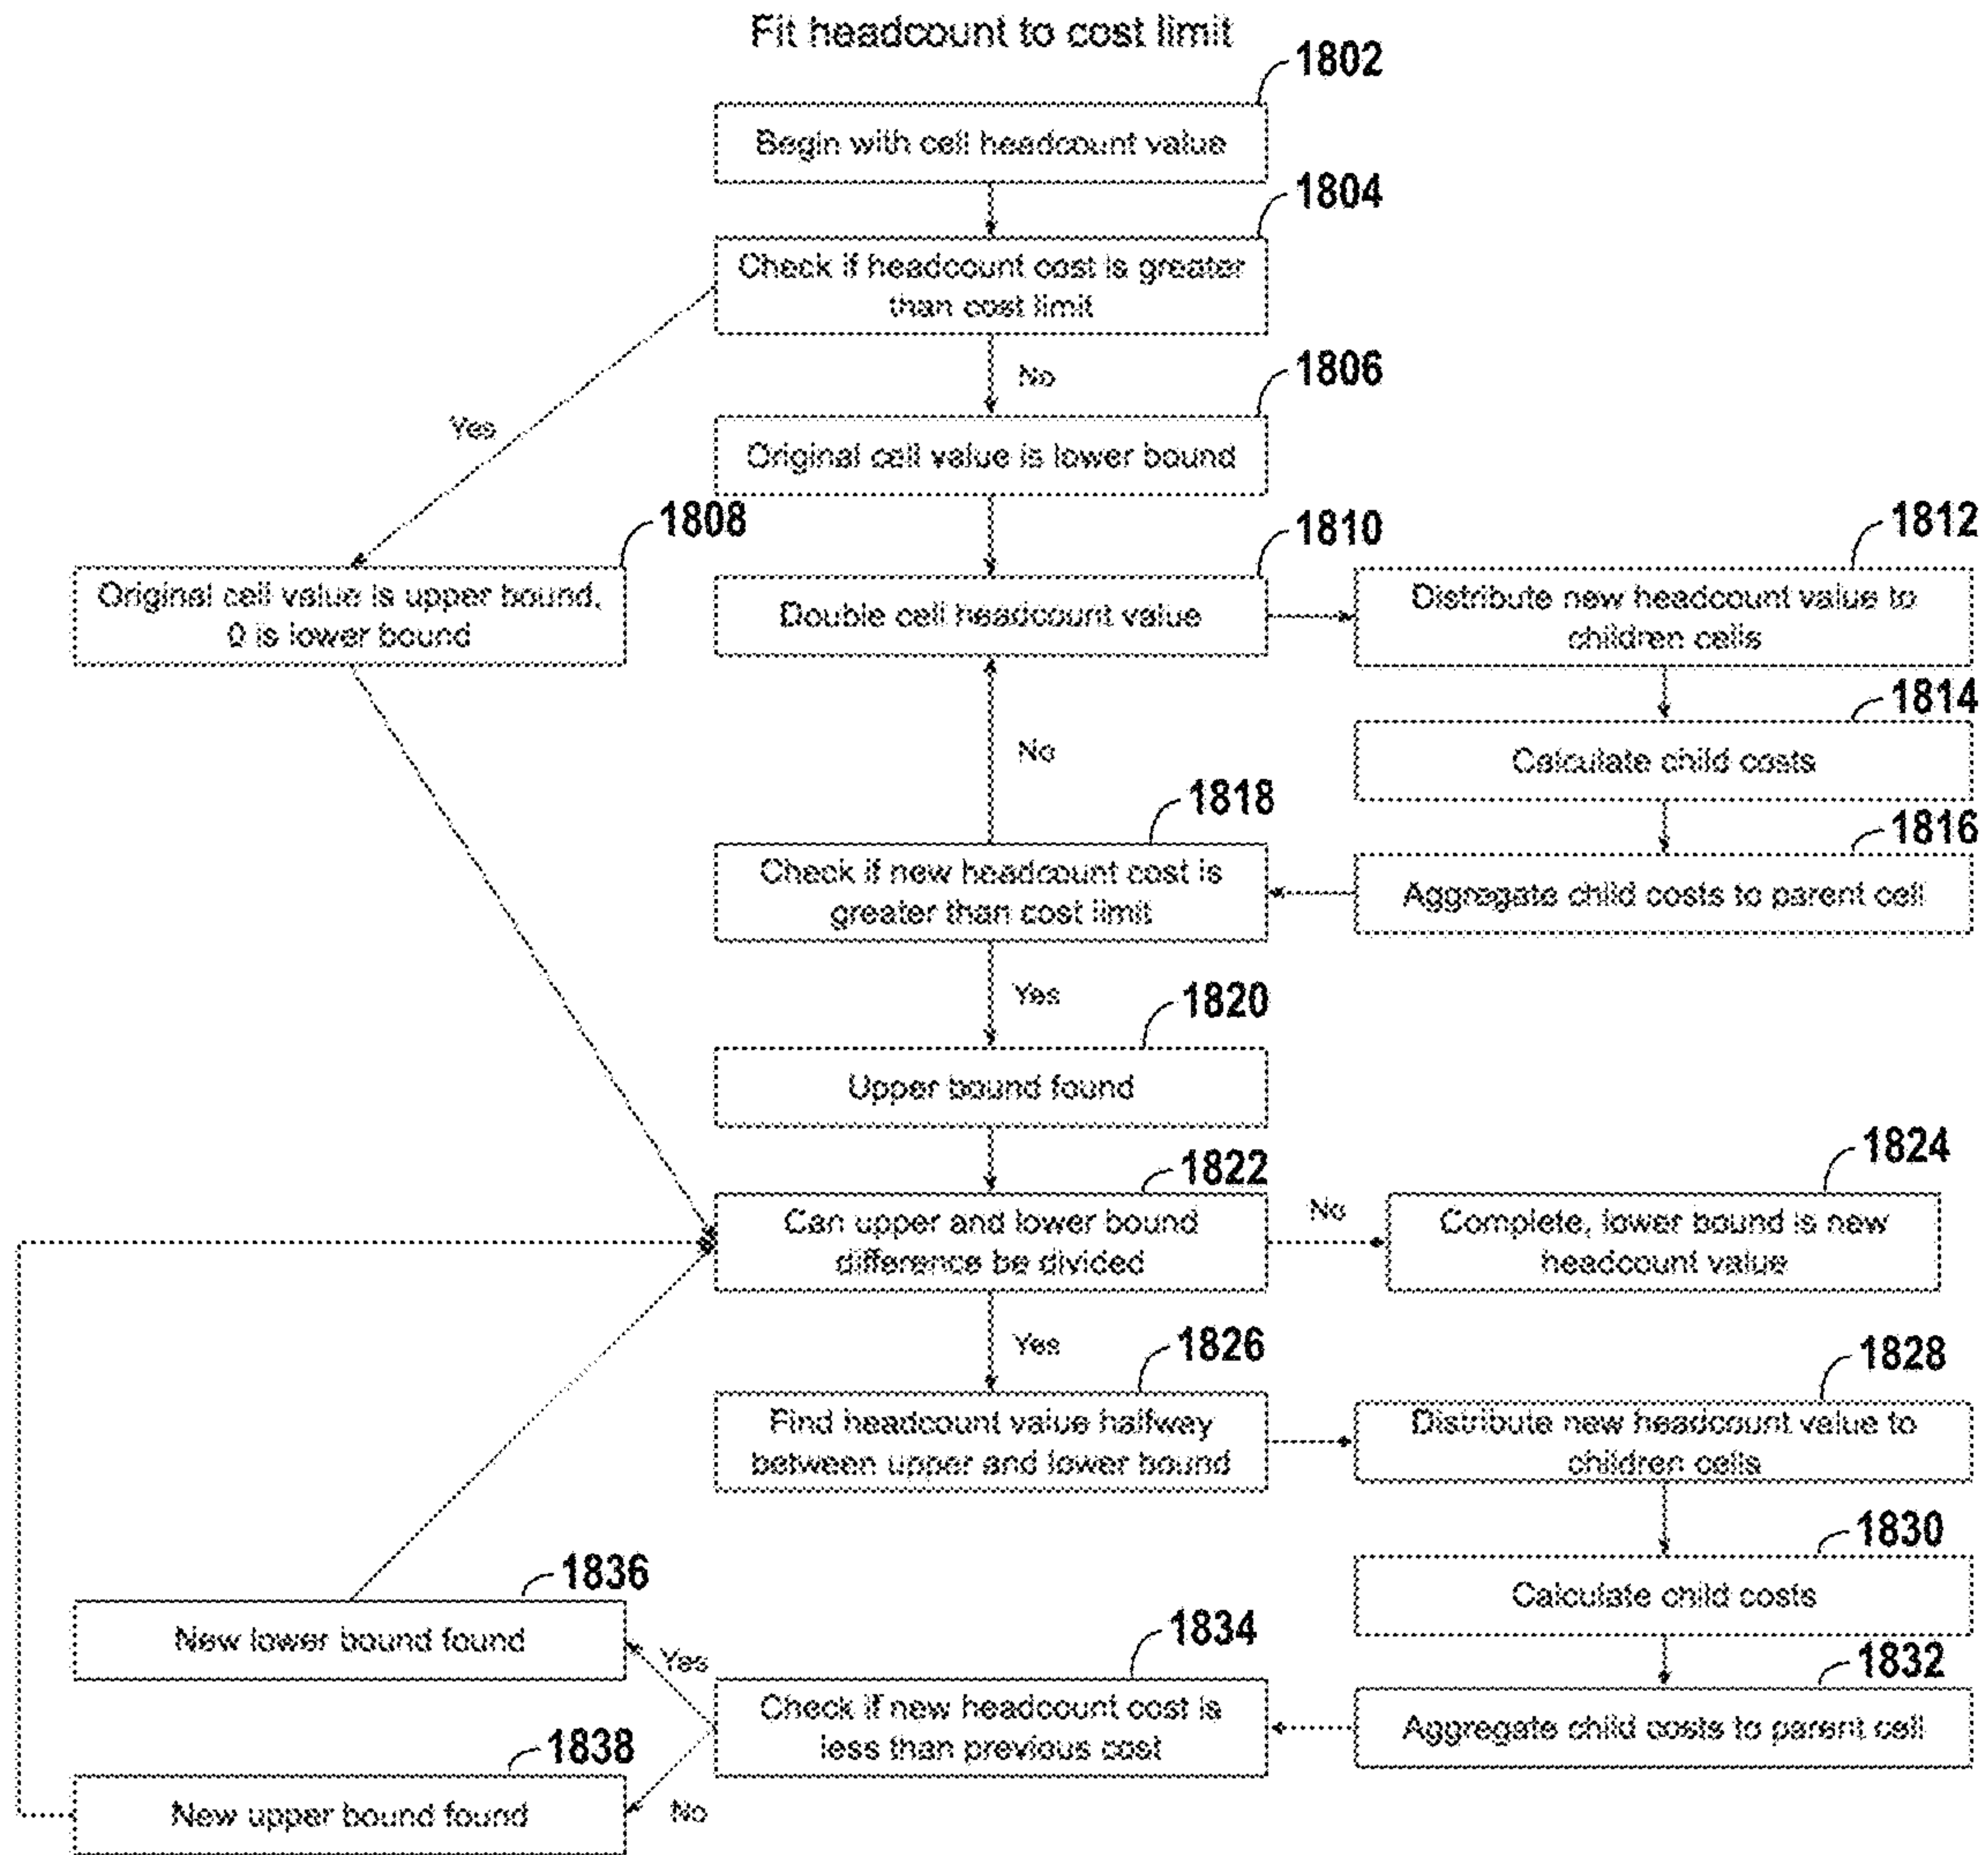 Fit headcount to cost limit
1802
Begin with cell headcount value
1804
Check if headcount cost is greater
than cost limit
No
1806
Yes
Original cell value is lower bound
1808
1810
1812
Original cell value is upper bound,
0 is lower bound
Double cell headcount value
Distribute new headcount value to
children cells
1814
No
Calculate child costs
1818
1816
Check if new headcount cost is
greater than cost limit
Aggregate child costs to parent cell
Yes
1820
Upper bound found
1822
1824
Can upper and lower bound
difference be divided
No
Complete, lower bound is new
headcount value
Yes
1826
1828
Find headcount value halfway
between upper and lower bound
Distribute new headcount value to
children cells
1830
1836
Calculate child costs
New lower bound found
1834
1832
Yes
Check if new headcount cost is
less than previous cost
Aggregate child costs to parent cell
1838
New upper bound found
No